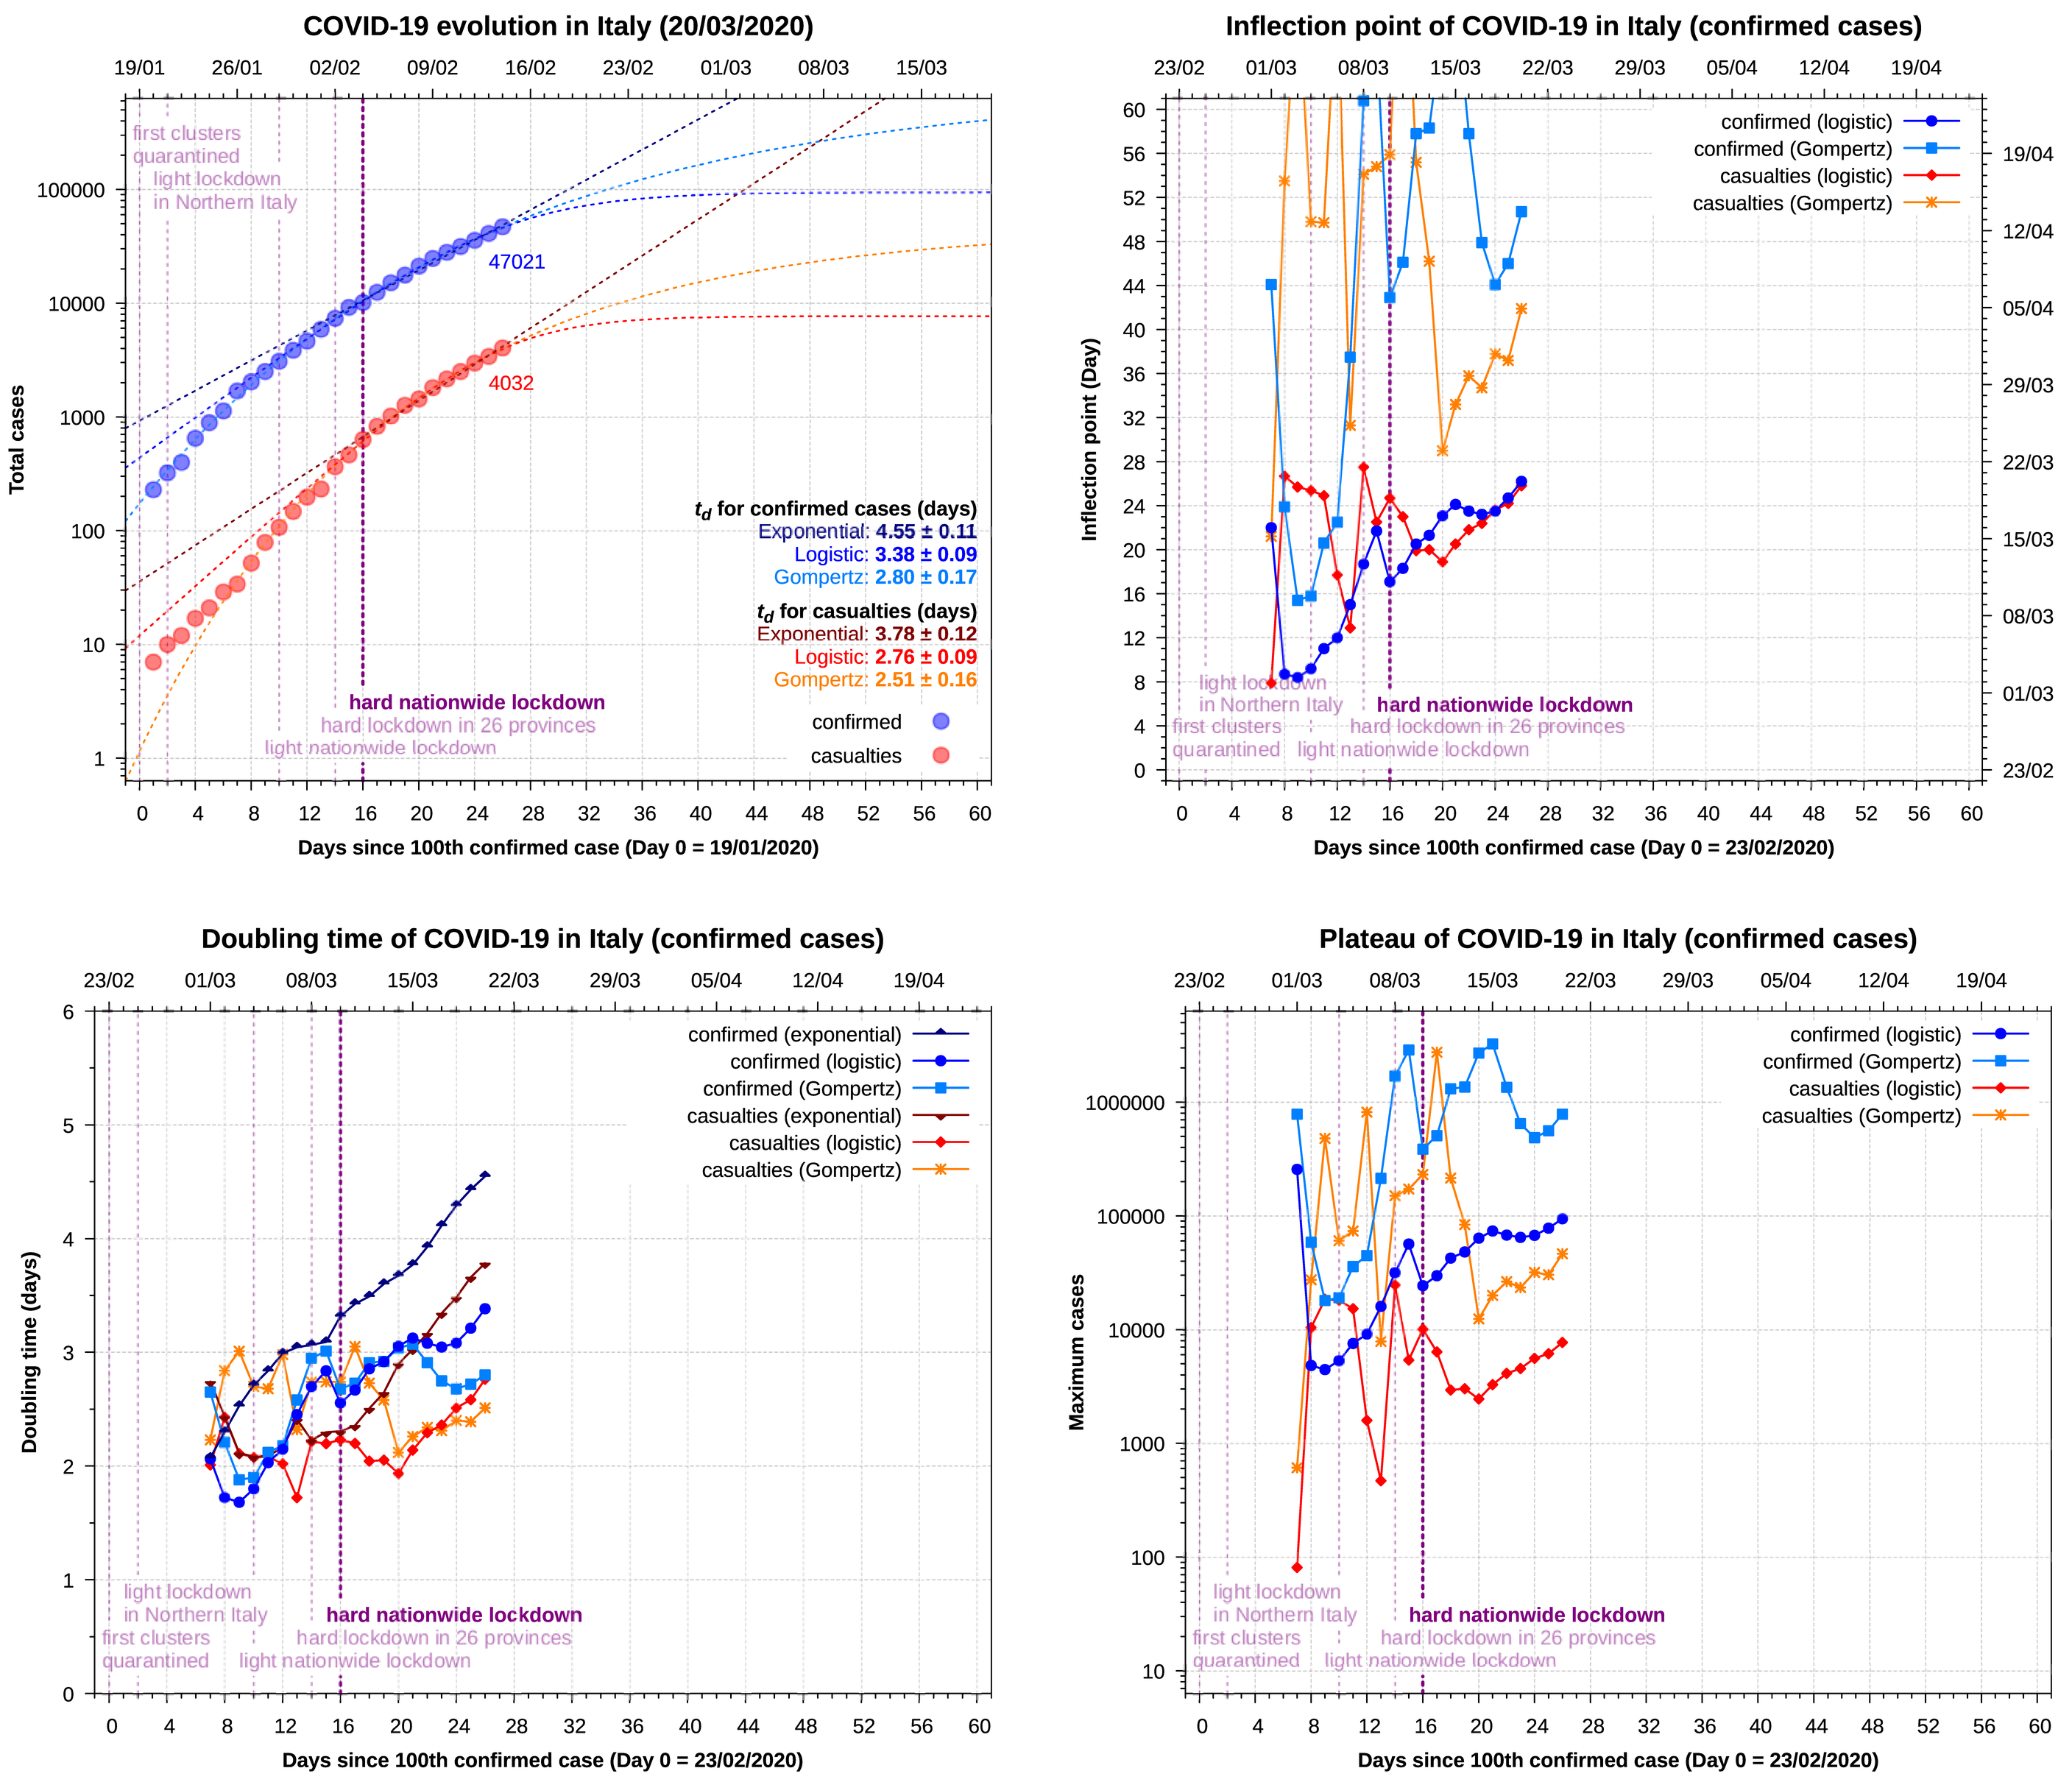 COVID-19 evolution in Italy (20/03/2020)
19/01 26/01 02/02 09/02 16/02 23/02 01/03 08/03 15/03
Total cases
100000
10000
1000
100
10
1
first clusters
quarantined
light lockdown
in Northern Italy
47021
4032
td for confirmed cases (days)
Exponential: 4.55 ± 0.11
Logistic: 3.38 ± 0.09
Gompertz: 2.80 ± 0.17
td for casualties (days)
Exponential: 3.78 ± 0.12
Logistic: 2.76 ± 0.09
Gompertz: 2.51 ± 0.16
hard nationwide lockdown
hard lockdown in 26 provinces
light nationwide lockdown
confirmed
casualties
0 4 8 12 16 20 24 28 32 36 40 44 48 52 56 60
Days since 100th confirmed case (Day 0 = 19/01/2020)
Inflection point of COVID-19 in Italy (confirmed cases)
23/02 01/03 08/03 15/03 22/03 29/03 05/04 12/04 19/04
Inflection point (Day)
60
56
52
48
44
40
36
32
28
24
20
16
12
8
4
0
confirmed (logistic)
confirmed (Gompertz)
casualties (logistic)
casualties (Gompertz)
19/04
12/04
05/04
29/03
22/03
15/03
08/03
01/03
23/02
light lockdown
in Northern Italy
first clusters
quarantined
hard nationwide lockdown
hard lockdown in 26 provinces
light nationwide lockdown
0 4 8 12 16 20 24 28 32 36 40 44 48 52 56 60
Days since 100th confirmed case (Day 0 = 23/02/2020)
Doubling time of COVID-19 in Italy (confirmed cases)
23/02 01/03 08/03 15/03 22/03 29/03 05/04 12/04 19/04
Doubling time (days)
6
5
4
3
2
1
0
confirmed (exponential)
confirmed (logistic)
confirmed (Gompertz)
casualties (exponential)
casualties (logistic)
casualties (Gompertz)
light lockdown
in Northern Italy
first clusters
quarantined
hard nationwide lockdown
hard lockdown in 26 provinces
light nationwide lockdown
0 4 8 12 16 20 24 28 32 36 40 44 48 52 56 60
Days since 100th confirmed case (Day 0 = 23/02/2020)
Plateau of COVID-19 in Italy (confirmed cases)
23/02 01/03 08/03 15/03 22/03 29/03 05/04 12/04 19/04
Maximum cases
1000000
100000
10000
1000
100
10
confirmed (logistic)
confirmed (Gompertz)
casualties (logistic)
casualties (Gompertz)
light lockdown
in Northern Italy
first clusters
quarantined
hard nationwide lockdown
hard lockdown in 26 provinces
light nationwide lockdown
0 4 8 12 16 20 24 28 32 36 40 44 48 52 56 60
Days since 100th confirmed case (Day 0 = 23/02/2020)